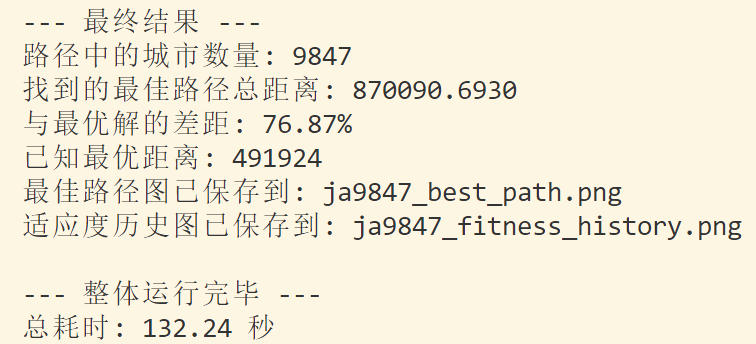 --- 最终结果 ---
路径中的城市数量: 9847
找到的最佳路径总距离: 870090.6930
与最优解的差距: 76.87%
已知最优距离: 491924
最佳路径图已保存到: ja9847_best_path.png
适应度历史图已保存到: ja9847_fitness_history.png
--- 整体运行完毕 ---
总耗时: 132.24 秒